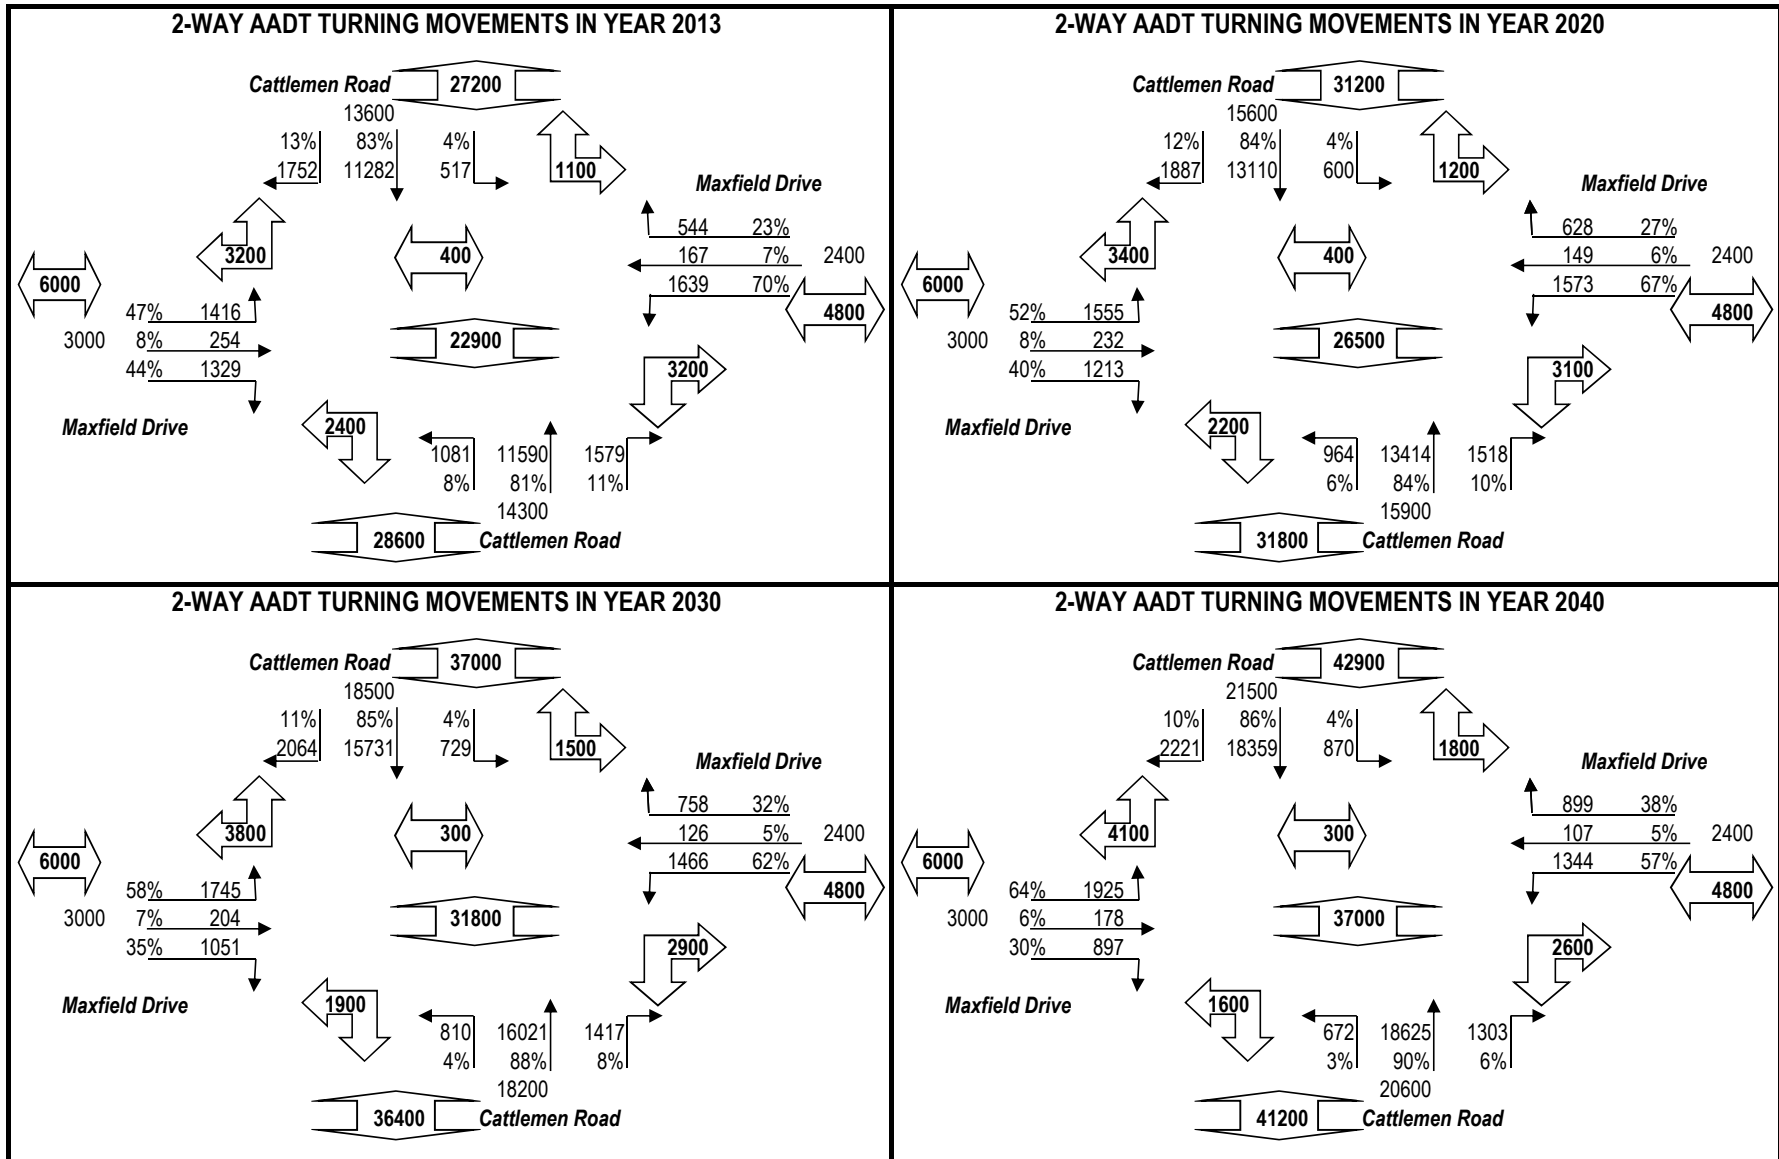 2-WAY AADT TURNING MOVEMENTS IN YEAR 2013
Cattlemen Road 27200
13600
13% 83% 4%
1752 11282 517 1100
Maxfield Drive
544 23%
3200 400 167 7% 2400
6000 1639 70%
47% 1416 4800
3000 8% 254 22900
44% 1329 3200
Maxfield Drive 2400
1081 11590 1579
8% 81% 11%
14300
28600 Cattlemen Road
2-WAY AADT TURNING MOVEMENTS IN YEAR 2020
Cattlemen Road 31200
15600
12% 84% 4%
1887 13110 600 1200
Maxfield Drive
628 27%
3400 400 149 6% 2400
6000 1573 67%
52% 1555 4800
3000 8% 232 26500
40% 1213 3100
Maxfield Drive 2200
964 13414 1518
6% 84% 10%
15900
31800 Cattlemen Road
2-WAY AADT TURNING MOVEMENTS IN YEAR 2030
Cattlemen Road 37000
18500
11% 85% 4%
2064 15731 729 1500
Maxfield Drive
758 32%
3800 300 126 5% 2400
6000 1466 62%
58% 1745 4800
3000 7% 204 31800
35% 1051 2900
Maxfield Drive 1900
810 16021 1417
4% 88% 8%
18200
36400 Cattlemen Road
2-WAY AADT TURNING MOVEMENTS IN YEAR 2040
Cattlemen Road 42900
21500
10% 86% 4%
2221 18359 870 1800
Maxfield Drive
899 38%
4100 300 107 5% 2400
6000 1344 57%
64% 1925 4800
3000 6% 178 37000
30% 897 2600
Maxfield Drive 1600
672 18625 1303
3% 90% 6%
20600
41200 Cattlemen Road